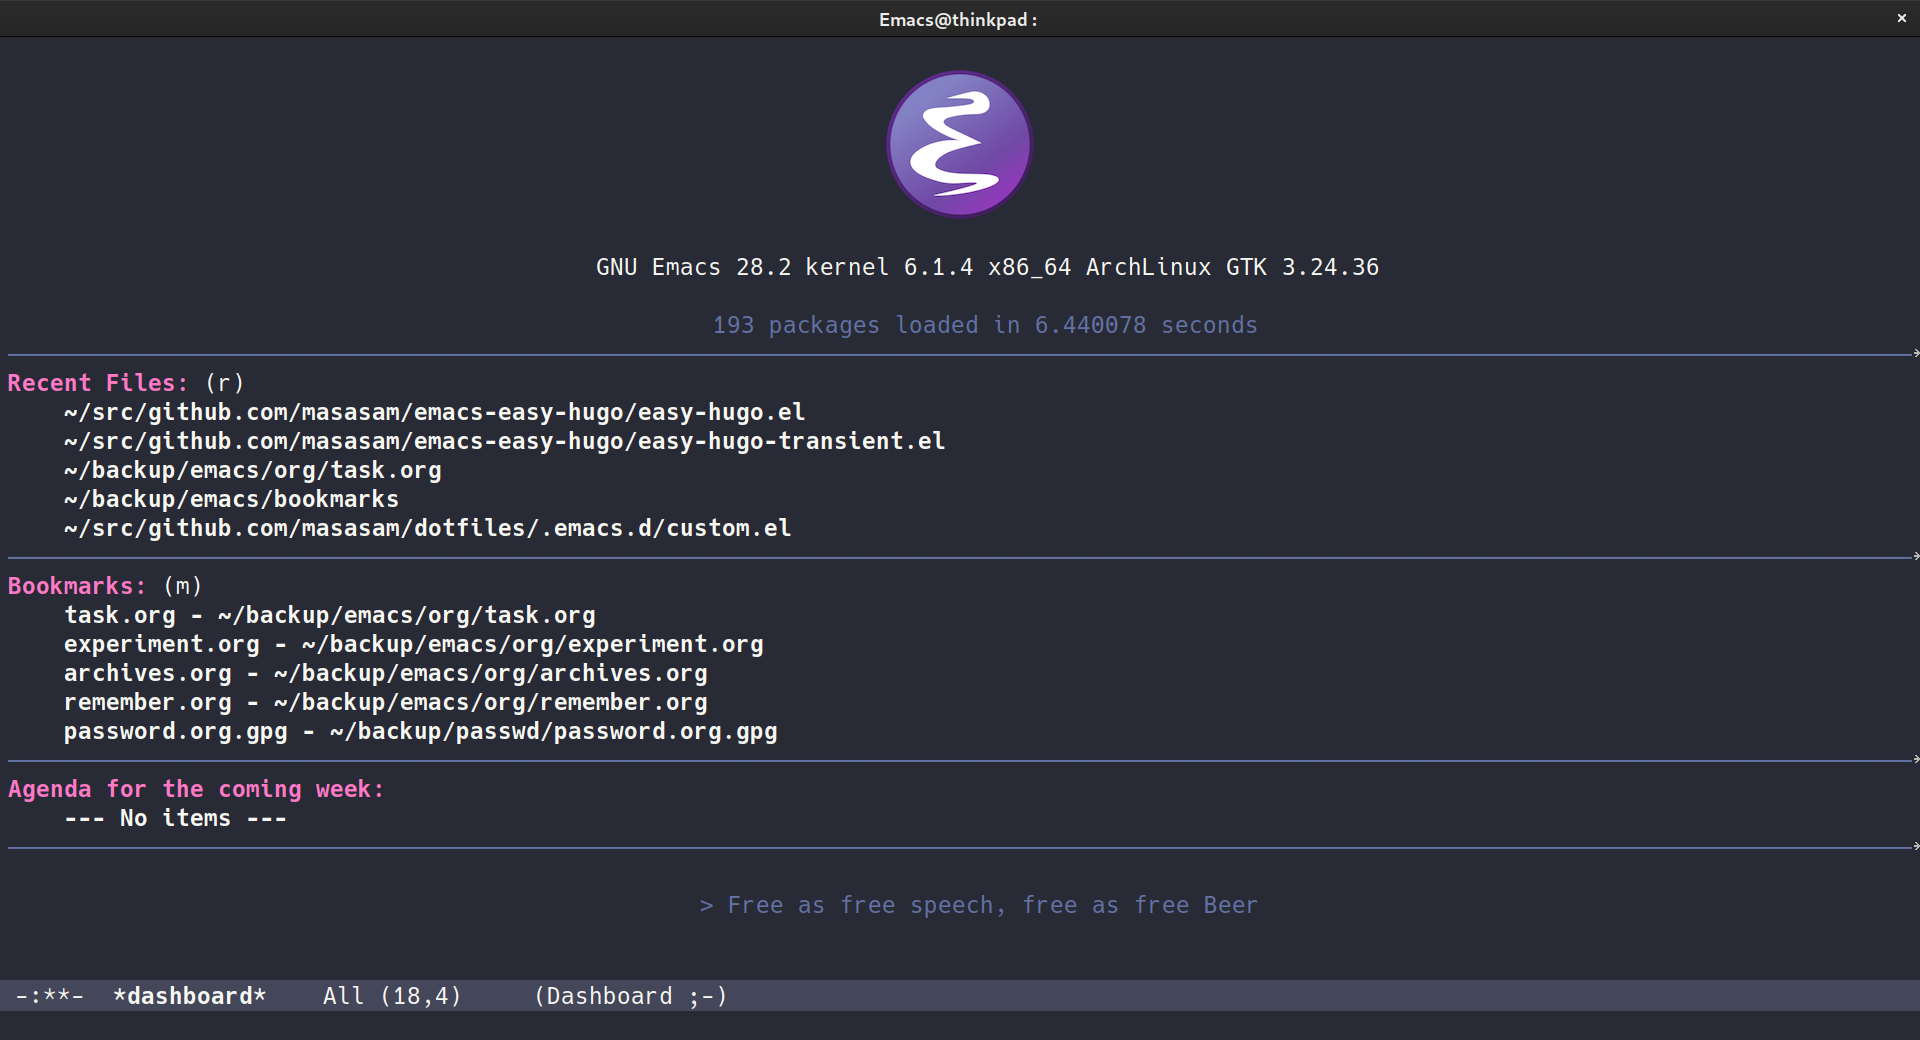 Emacs@thinkpad:
GNU Emacs 28.2 kernel 6.1.4 x86_64 ArchLinux GTK 3.24.36
193 packages loaded in 6.440078 seconds
Recent Files: (r)
~/src/github.com/masasam/emacs-easy-hugo/easy-hugo.el
~/src/github.com/masasam/emacs-easy-hugo/easy-hugo-transient.el
~/backup/emacs/org/task.org
~/backup/emacs/bookmarks
~/src/github.com/masasam/dotfiles/.emacs.d/custom.el
Bookmarks: (m)
task.org - ~/backup/emacs/org/task.org
experiment.org - ~/backup/emacs/org/experiment.org
archives.org - ~/backup/emacs/org/archives.org
remember.org - ~/backup/emacs/org/remember.org
password.org.gpg - ~/backup/passwd/password.org.gpg
Agenda for the coming week:
--- No items ---
> Free as free speech, free as free Beer
-:**-  *dashboard*    All (18,4)     (Dashboard ;-)